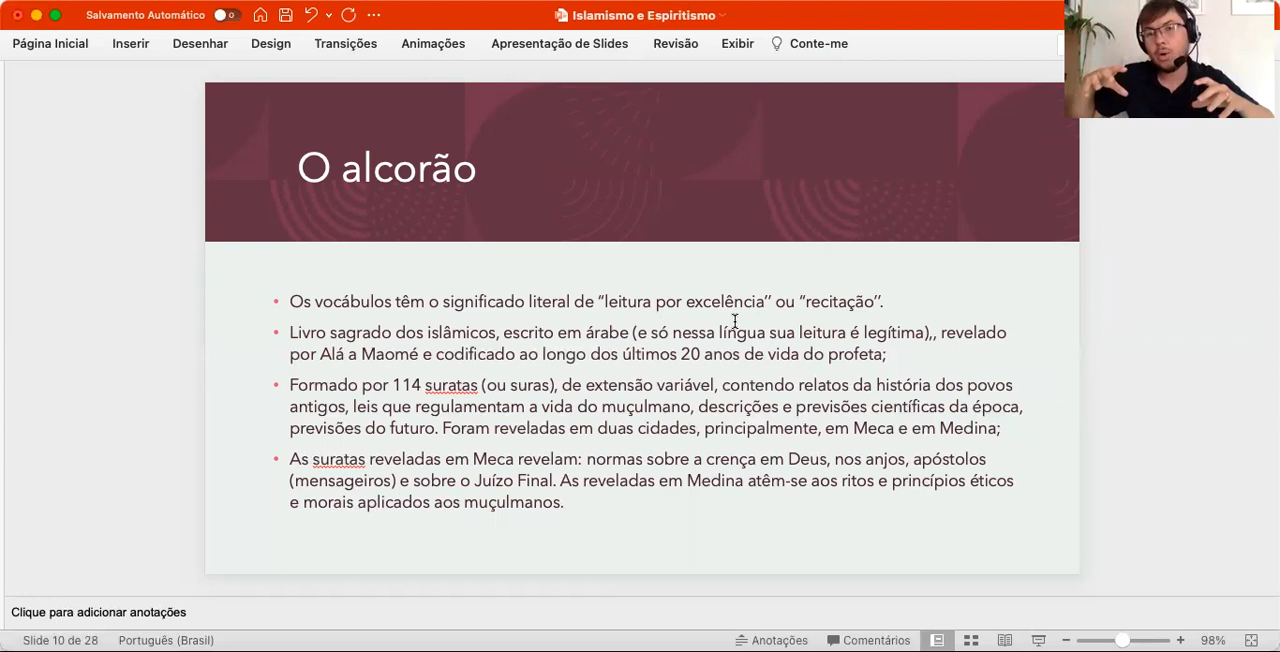 Salvamento Automático
Islamismo e Espiritismo
Página Inicial Inserir Desenhar Design Transições Animações Apresentação de Slides Revisão Exibir Conte-me
O alcorão
• Os vocábulos têm o significado literal de “leitura por excelência” ou “recitação”.
• Livro sagrado dos islâmicos, escrito em árabe (e só nessa língua sua leitura é legítima),, revelado
por Alá a Maomé e codificado ao longo dos últimos 20 anos de vida do profeta;
• Formado por 114 suratas (ou suras), de extensão variável, contendo relatos da história dos povos
antigos, leis que regulamentam a vida do muçulmano, descrições e previsões científicas da época,
previsões do futuro. Foram reveladas em duas cidades, principalmente, em Meca e em Medina;
• As suratas reveladas em Meca revelam: normas sobre a crença em Deus, nos anjos, apóstolos
(mensageiros) e sobre o Juízo Final. As reveladas em Medina atêm-se aos ritos e princípios éticos
e morais aplicados aos muçulmanos.
Clique para adicionar anotações
Slide 10 de 28 Português (Brasil) Anotações Comentários 98%